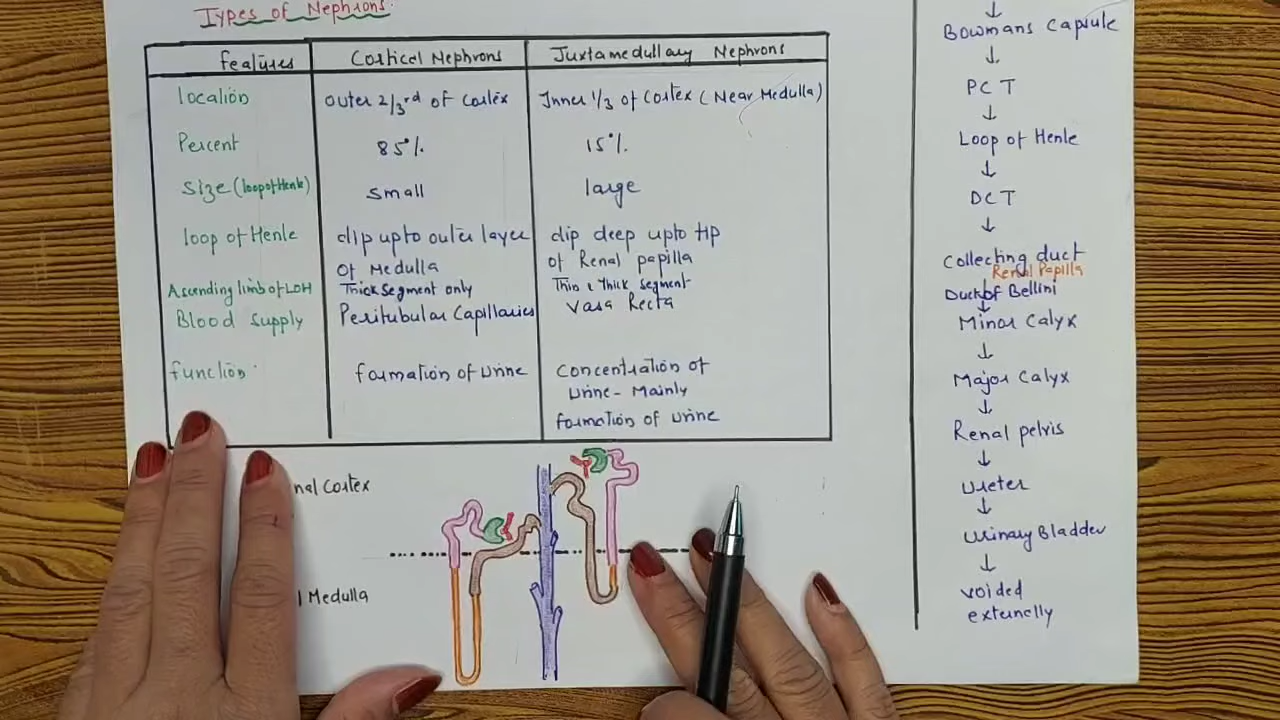 Types of Nephrons
features Cortical Nephrons Juxtamedullary Nephrons
location outer 2/3rd of Cortex Inner 1/3 of Cortex (Near Medulla)
Percent 85% 15%
Size (loop of Henle) small large
loop of Henle dip upto outer layer of Medulla dip deep upto tip of Renal papilla
Ascending limb of LOH Thick segment only Thin & Thick segment
Blood Supply Peritubular Capillaries Vasa Recta
function formation of urine Concentration of
urine - Mainly
formation of urine
nal Cortex
l Medulla
↓
Bowmans Capsule
↓
PCT
↓
Loop of Henle
↓
DCT
↓
Collecting duct
Renal Papilla
Duct of Bellini
↓
Minor Calyx
↓
Major Calyx
↓
Renal pelvis
↓
Ureter
↓
Urinary Bladder
↓
voided
externelly